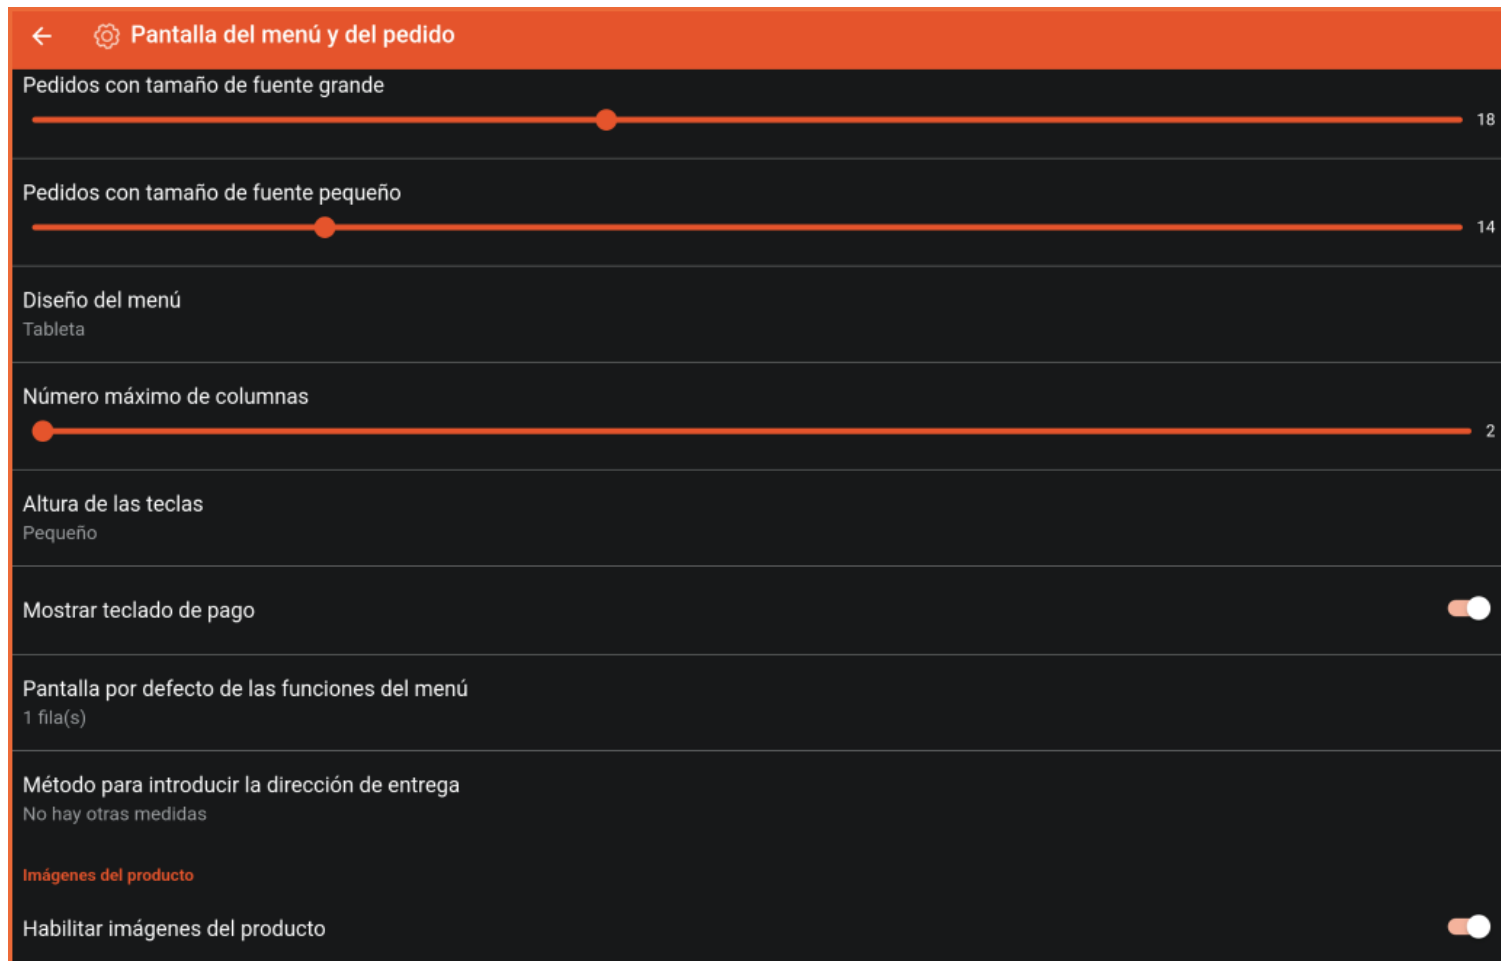 Pantalla del menú y del pedido
Pedidos con tamaño de fuente grande
18
Pedidos con tamaño de fuente pequeño
14
Diseño del menú
Tableta
Número máximo de columnas
2
Altura de las teclas
Pequeño
Mostrar teclado de pago
Pantalla por defecto de las funciones del menú
1 fila(s)
Método para introducir la dirección de entrega
No hay otras medidas
Imágenes del producto
Habilitar imágenes del producto